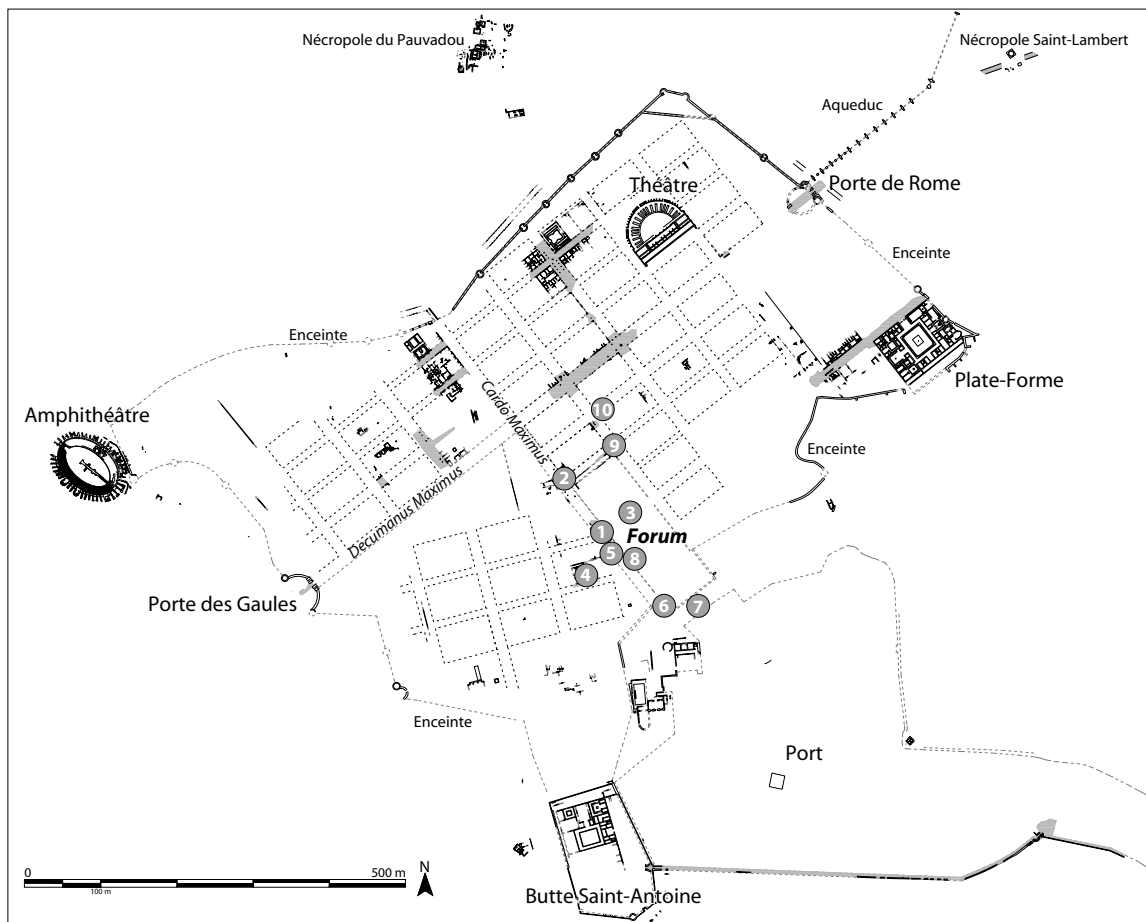 Nécropole du Pauvadou
Nécropole Saint-Lambert
Aqueduc
Théâtre
Porte de Rome
Enceinte
Enceinte
Plate-Forme
Cardo Maximus
Amphithéâtre
10
9
Enceinte
2
Decumanus Maximus
3
1
Forum
5
8
4
Porte des Gaules
6
7
Enceinte
Port
0
500 m
N
100 m
Butte Saint-Antoine